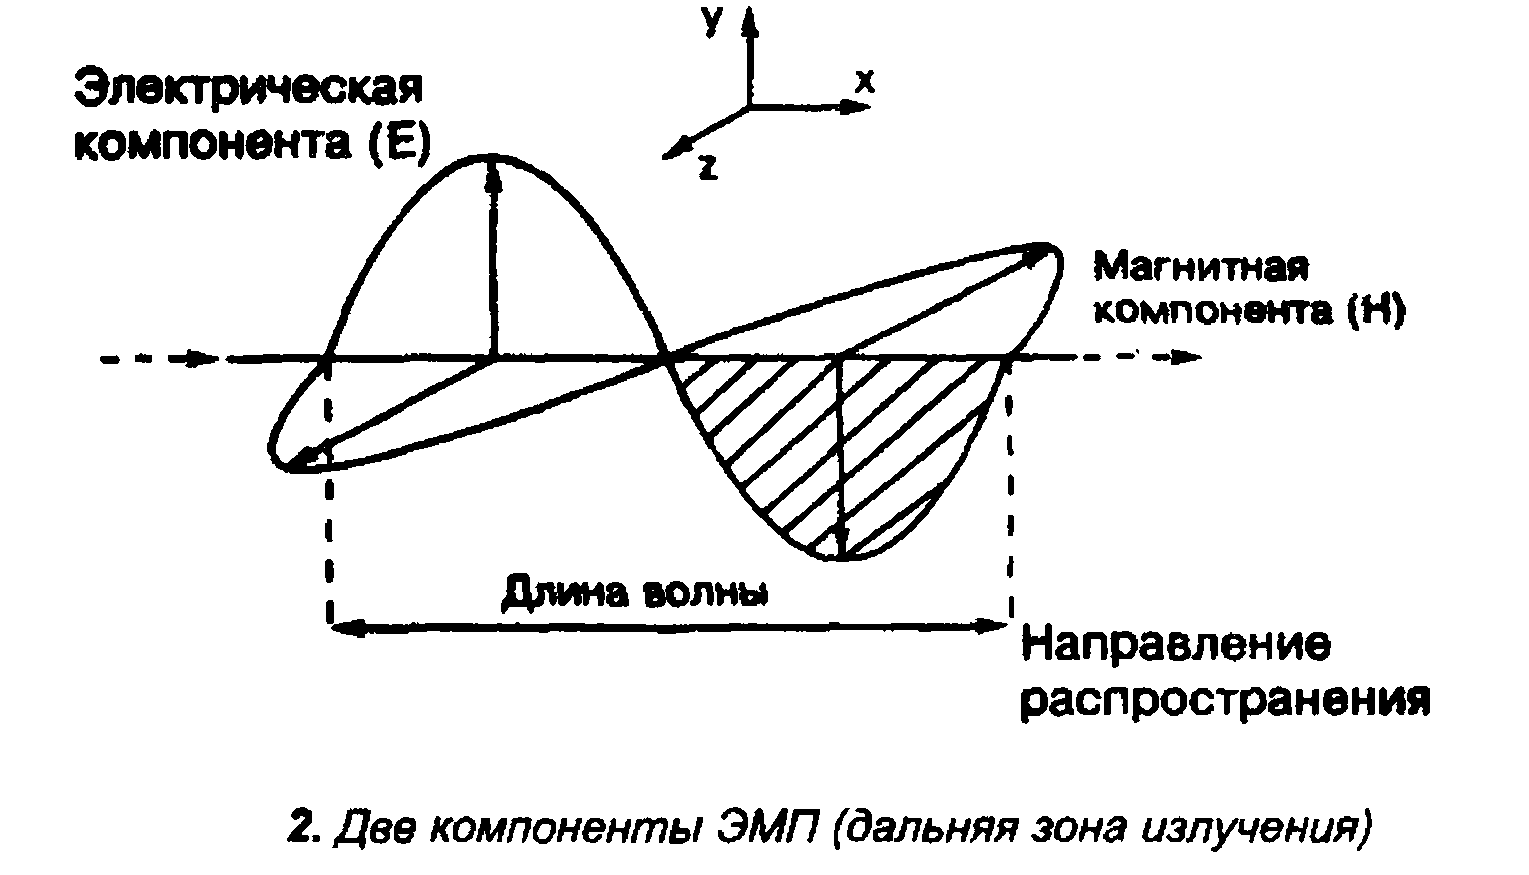 y
x
z
Электрическая
компонента (E)
Магнитная
компонента (H)
Длина волны
Направление
распространения
2. Две компоненты ЭМП (дальняя зона излучения)